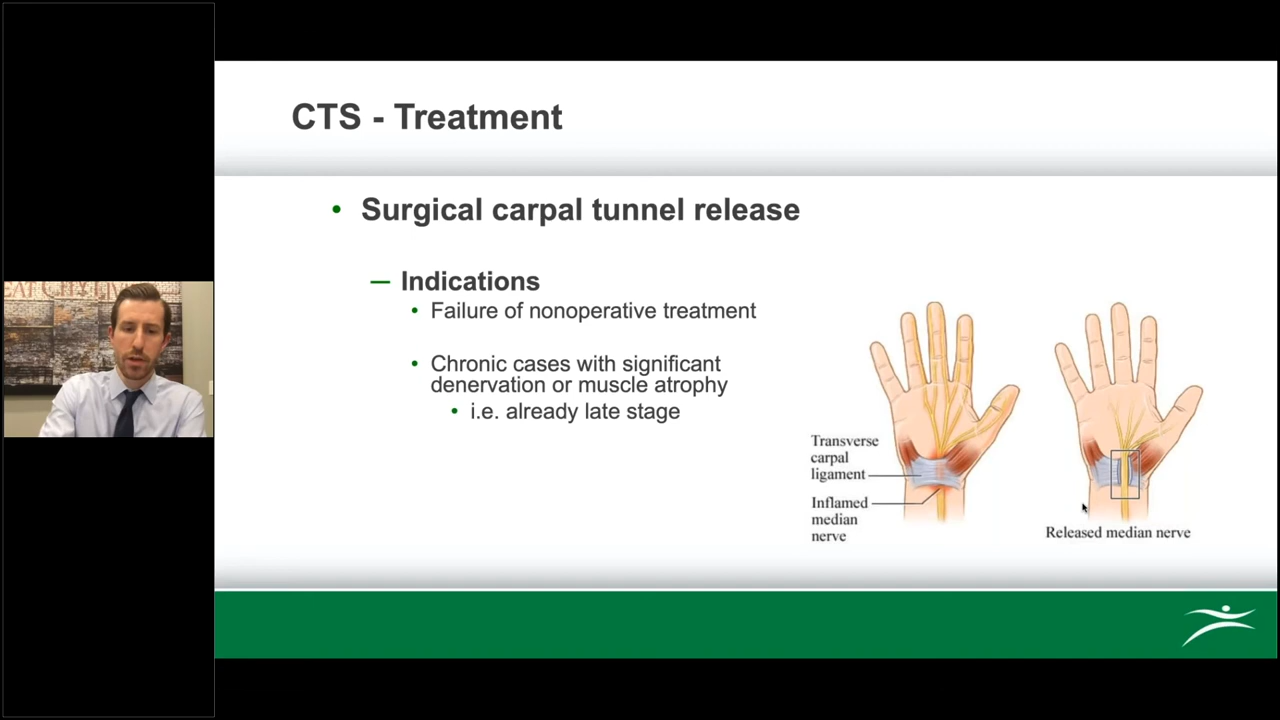 CTS - Treatment
• Surgical carpal tunnel release
— Indications
• Failure of nonoperative treatment
• Chronic cases with significant
denervation or muscle atrophy
• i.e. already late stage
Transverse
carpal
ligament
Inflamed
median
nerve
Released median nerve